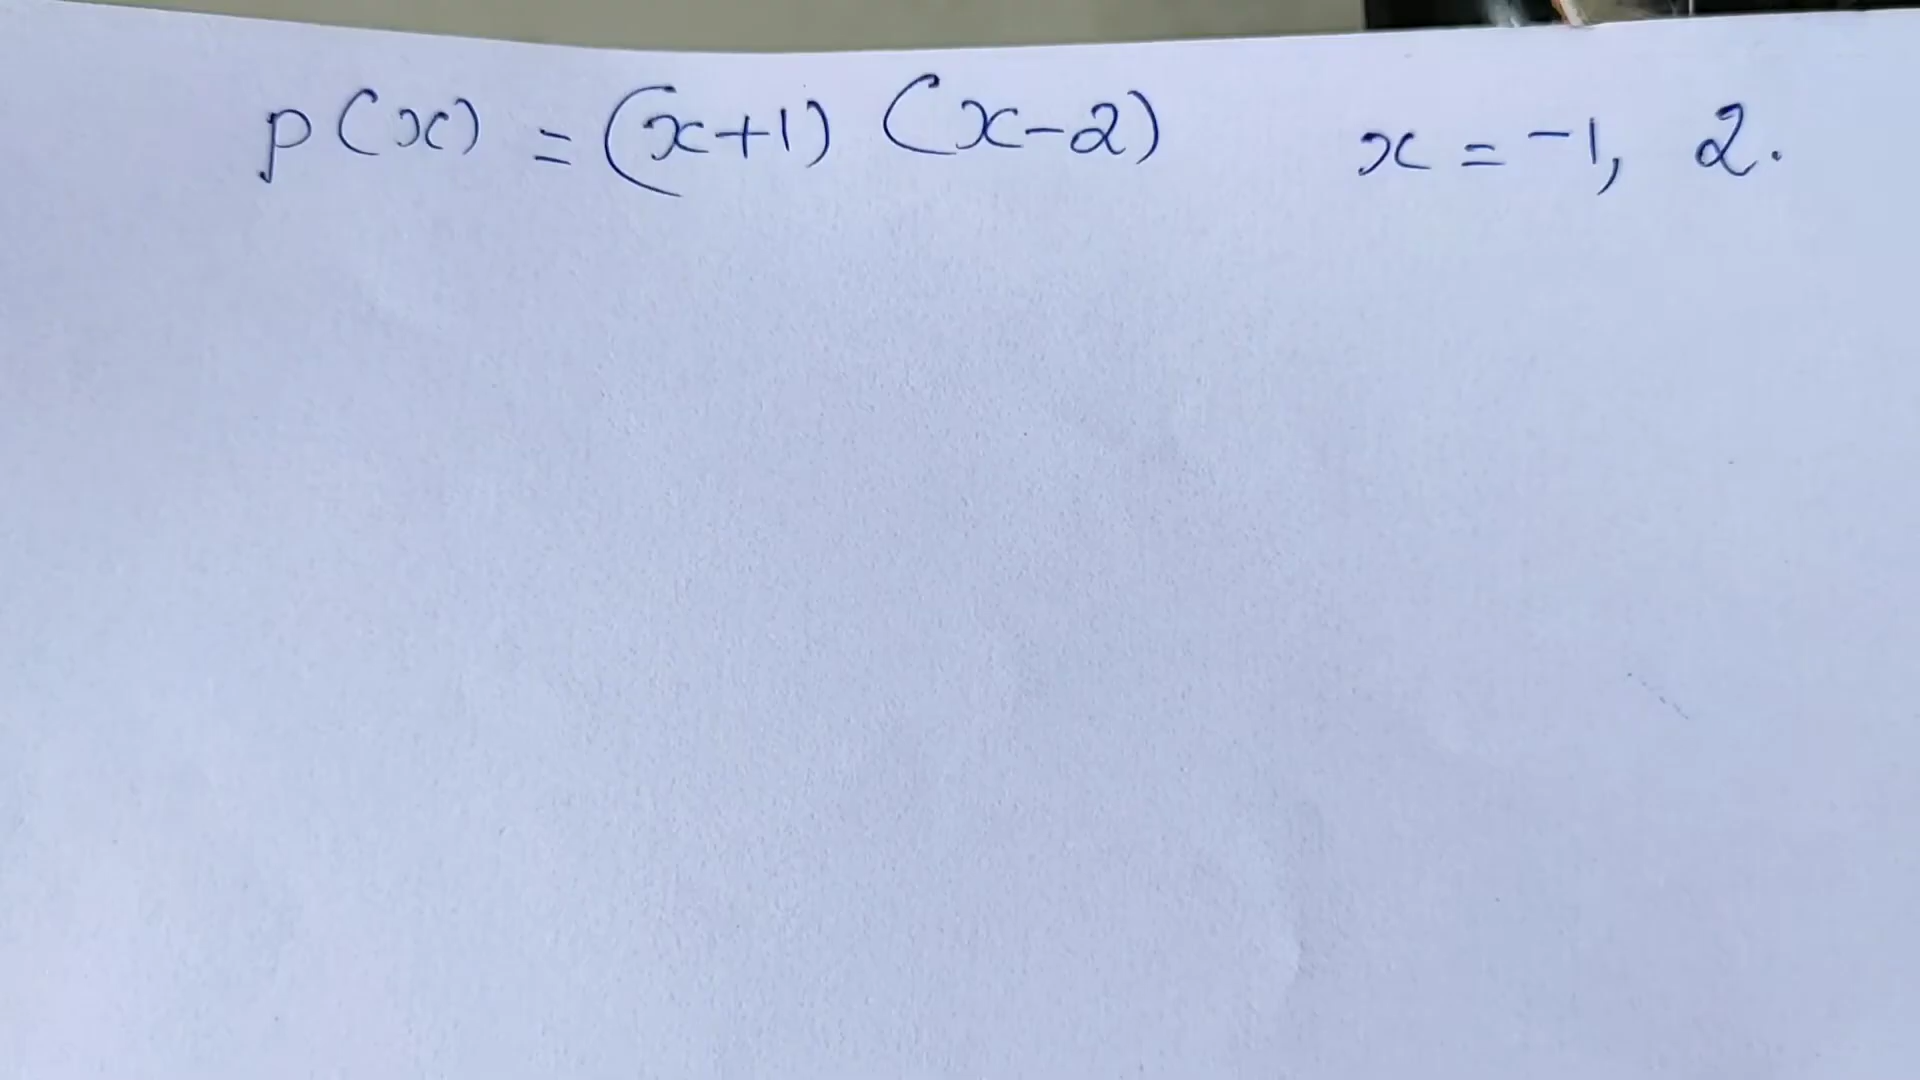 p(x) = (x+1) (x-2) x = -1, 2.